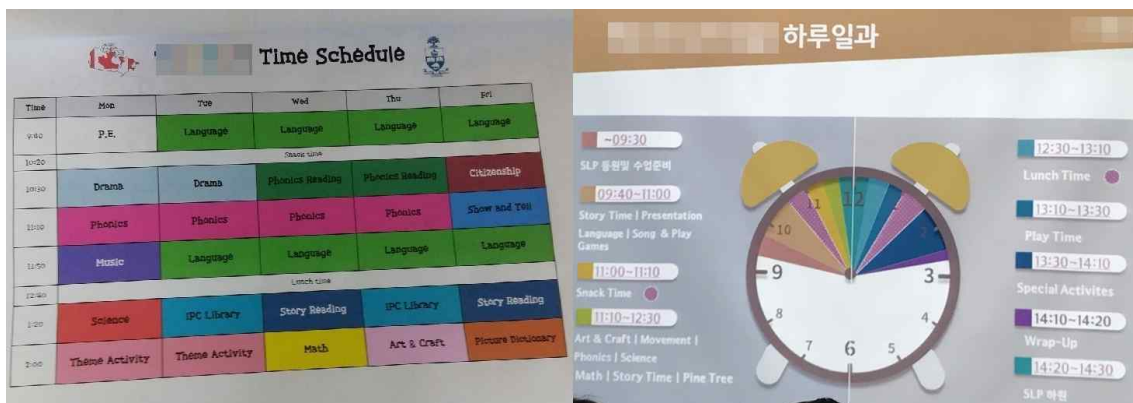 Time Schedule
Time Mon Tue Wed Thu Fri
9:40 P.E. Language Language Language Language
10:20 Snack time
10:30 Drama Drama Phonics Reading Phonics Reading Citizenship
11:10 Phonics Phonics Phonics Phonics Show and Tell
11:50 Music Language Language Language Language
12:40 Lunch time
1:20 Science IPC Library Story Reading IPC Library Story Reading
2:00 Theme Activity Theme Activity Math Art & Craft Picture Dictionary
하루일과
~09:30
SLP 등원및 수업준비
09:40~11:00
Story Time | Presentation
Language | Song & Play
Games
11:00~11:10
Snack Time
11:10~12:30
Art & Craft | Movement |
Phonics | Science
Math | Story Time | Pine Tree
10 11 12 2
9 3
8 4
7 6 5
12:30~13:10
Lunch Time
13:10~13:30
Play Time
13:30~14:10
Special Activites
14:10~14:20
Wrap-Up
14:20~14:30
SLP 하원